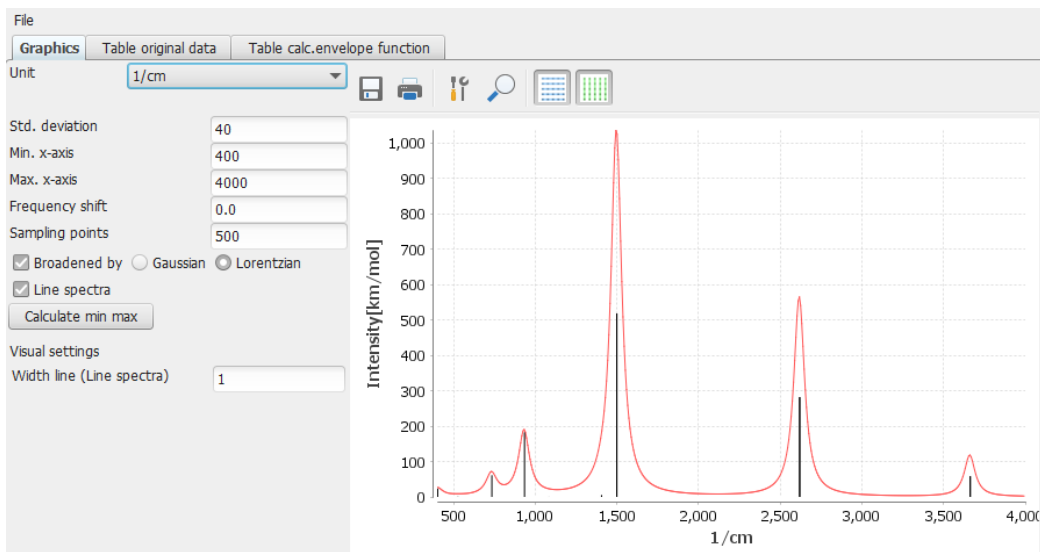 File
Graphics Table original data Table calc.envelope function
Unit 1/cm
Std. deviation 40
Min. x-axis 400
Max. x-axis 4000
Frequency shift 0.0
Sampling points 500
Broadened by Gaussian Lorentzian
Line spectra
Calculate min max
Visual settings
Width line (Line spectra) 1
Intensity[km/mol]
1,000
900
800
700
600
500
400
300
200
100
0
500 1,000 1,500 2,000 2,500 3,000 3,500 4,000
1/cm